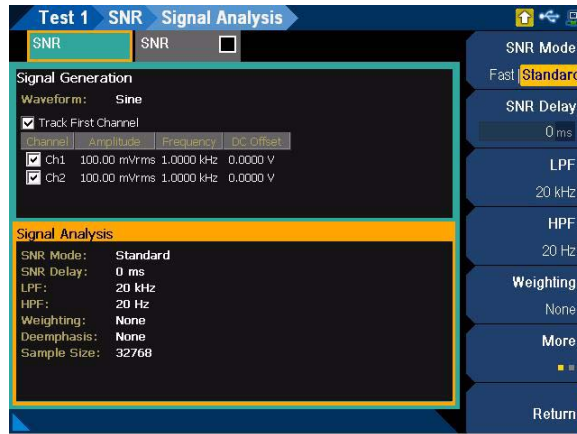 Test 1 SNR Signal Analysis
SNR SNR
Signal Generation
Waveform: Sine
Track First Channel
Channel Amplitude Frequency DC Offset
Ch1 100.00 mVrms 1.0000 kHz 0.0000 V
Ch2 100.00 mVrms 1.0000 kHz 0.0000 V
Signal Analysis
SNR Mode: Standard
SNR Delay: 0 ms
LPF: 20 kHz
HPF: 20 Hz
Weighting: None
Deemphasis: None
Sample Size: 32768
SNR Mode
Fast Standard
SNR Delay
0 ms
LPF
20 kHz
HPF
20 Hz
Weighting
None
More
Return